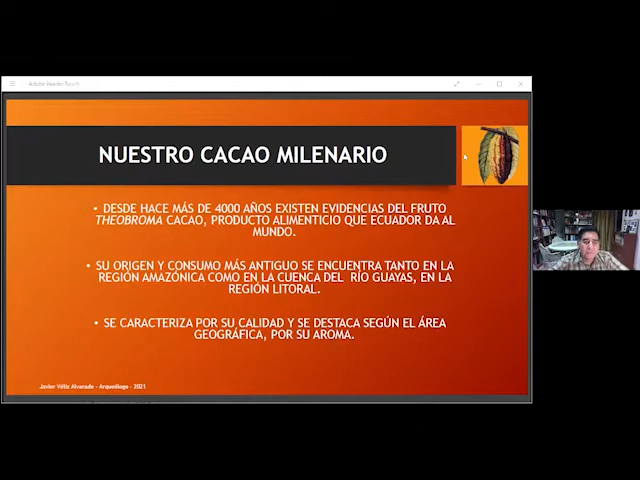 NUESTRO CACAO MILENARIO
• DESDE HACE MÁS DE 4000 AÑOS EXISTEN EVIDENCIAS DEL FRUTO
THEOBROMA CACAO, PRODUCTO ALIMENTICIO QUE ECUADOR DA AL
MUNDO.
• SU ORIGEN Y CONSUMO MÁS ANTIGUO SE ENCUENTRA TANTO EN LA
REGIÓN AMAZÓNICA COMO EN LA CUENCA DEL RÍO GUAYAS, EN LA
REGIÓN LITORAL.
• SE CARACTERIZA POR SU CALIDAD Y SE DESTACA SEGÚN EL ÁREA
GEOGRÁFICA, POR SU AROMA.
Javier Véliz Alvarado - Arqueólogo - 2021